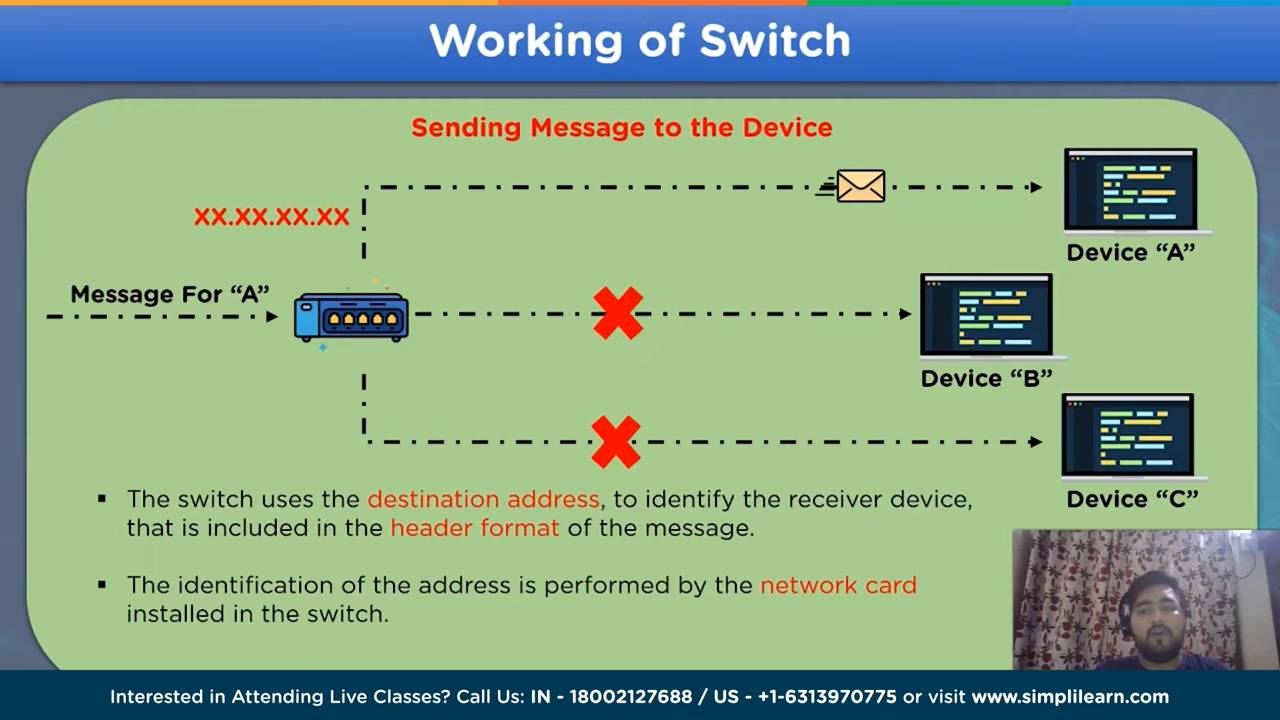 Working of Switch
Sending Message to the Device
XX.XX.XX.XX
Message For “A”
Device “A”
Device “B”
Device “C”
▪ The switch uses the destination address, to identify the receiver device,
that is included in the header format of the message.
▪ The identification of the address is performed by the network card
installed in the switch.
Interested in Attending Live Classes? Call Us: IN - 18002127688 / US - +1-6313970775 or visit www.simplilearn.com